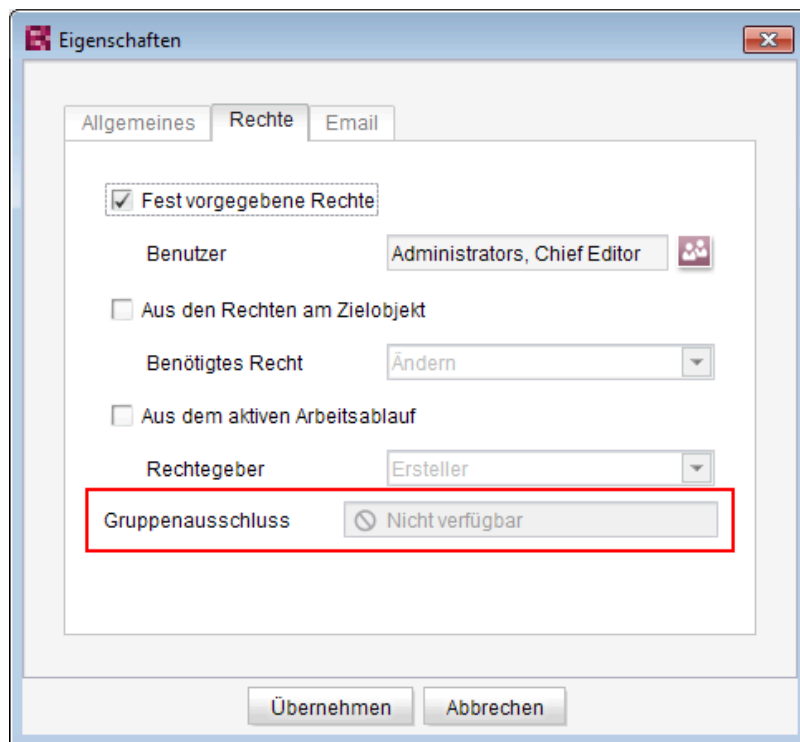 Eigenschaften
Allgemeines Rechte Email
Fest vorgegebene Rechte
Benutzer Administrators, Chief Editor
Aus den Rechten am Zielobjekt
Benötigtes Recht Ändern
Aus dem aktiven Arbeitsablauf
Rechtegeber Ersteller
Gruppenausschluss Nicht verfügbar
Übernehmen Abbrechen